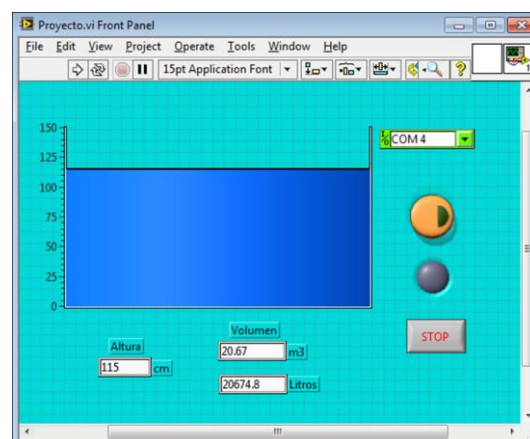 Proyecto.vi Front Panel
File Edit View Project Operate Tools Window Help
15pt Application Font
150
125
100
75
50
25
0
COM 4
Altura
115 cm
Volumen
20.67 m3
20674.8 Litros
STOP